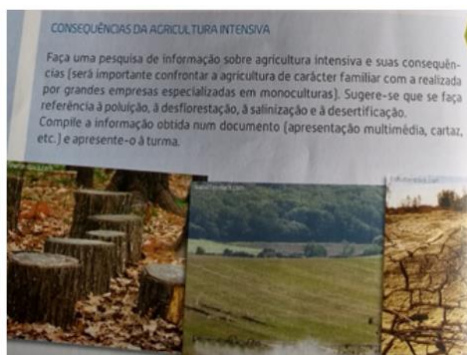 CONSEQUÊNCIAS DA AGRICULTURA INTENSIVA
Faça uma pesquisa de informação sobre agricultura intensiva e suas consequên-
cias (será importante confrontar a agricultura de carácter familiar com a realizada
por grandes empresas especializadas em monoculturas). Sugere-se que se faça
referência à poluição, à desflorestação, à salinização e à desertificação.
Compile a informação obtida num documento (apresentação multimédia, cartaz,
etc.) e apresente-o à turma.